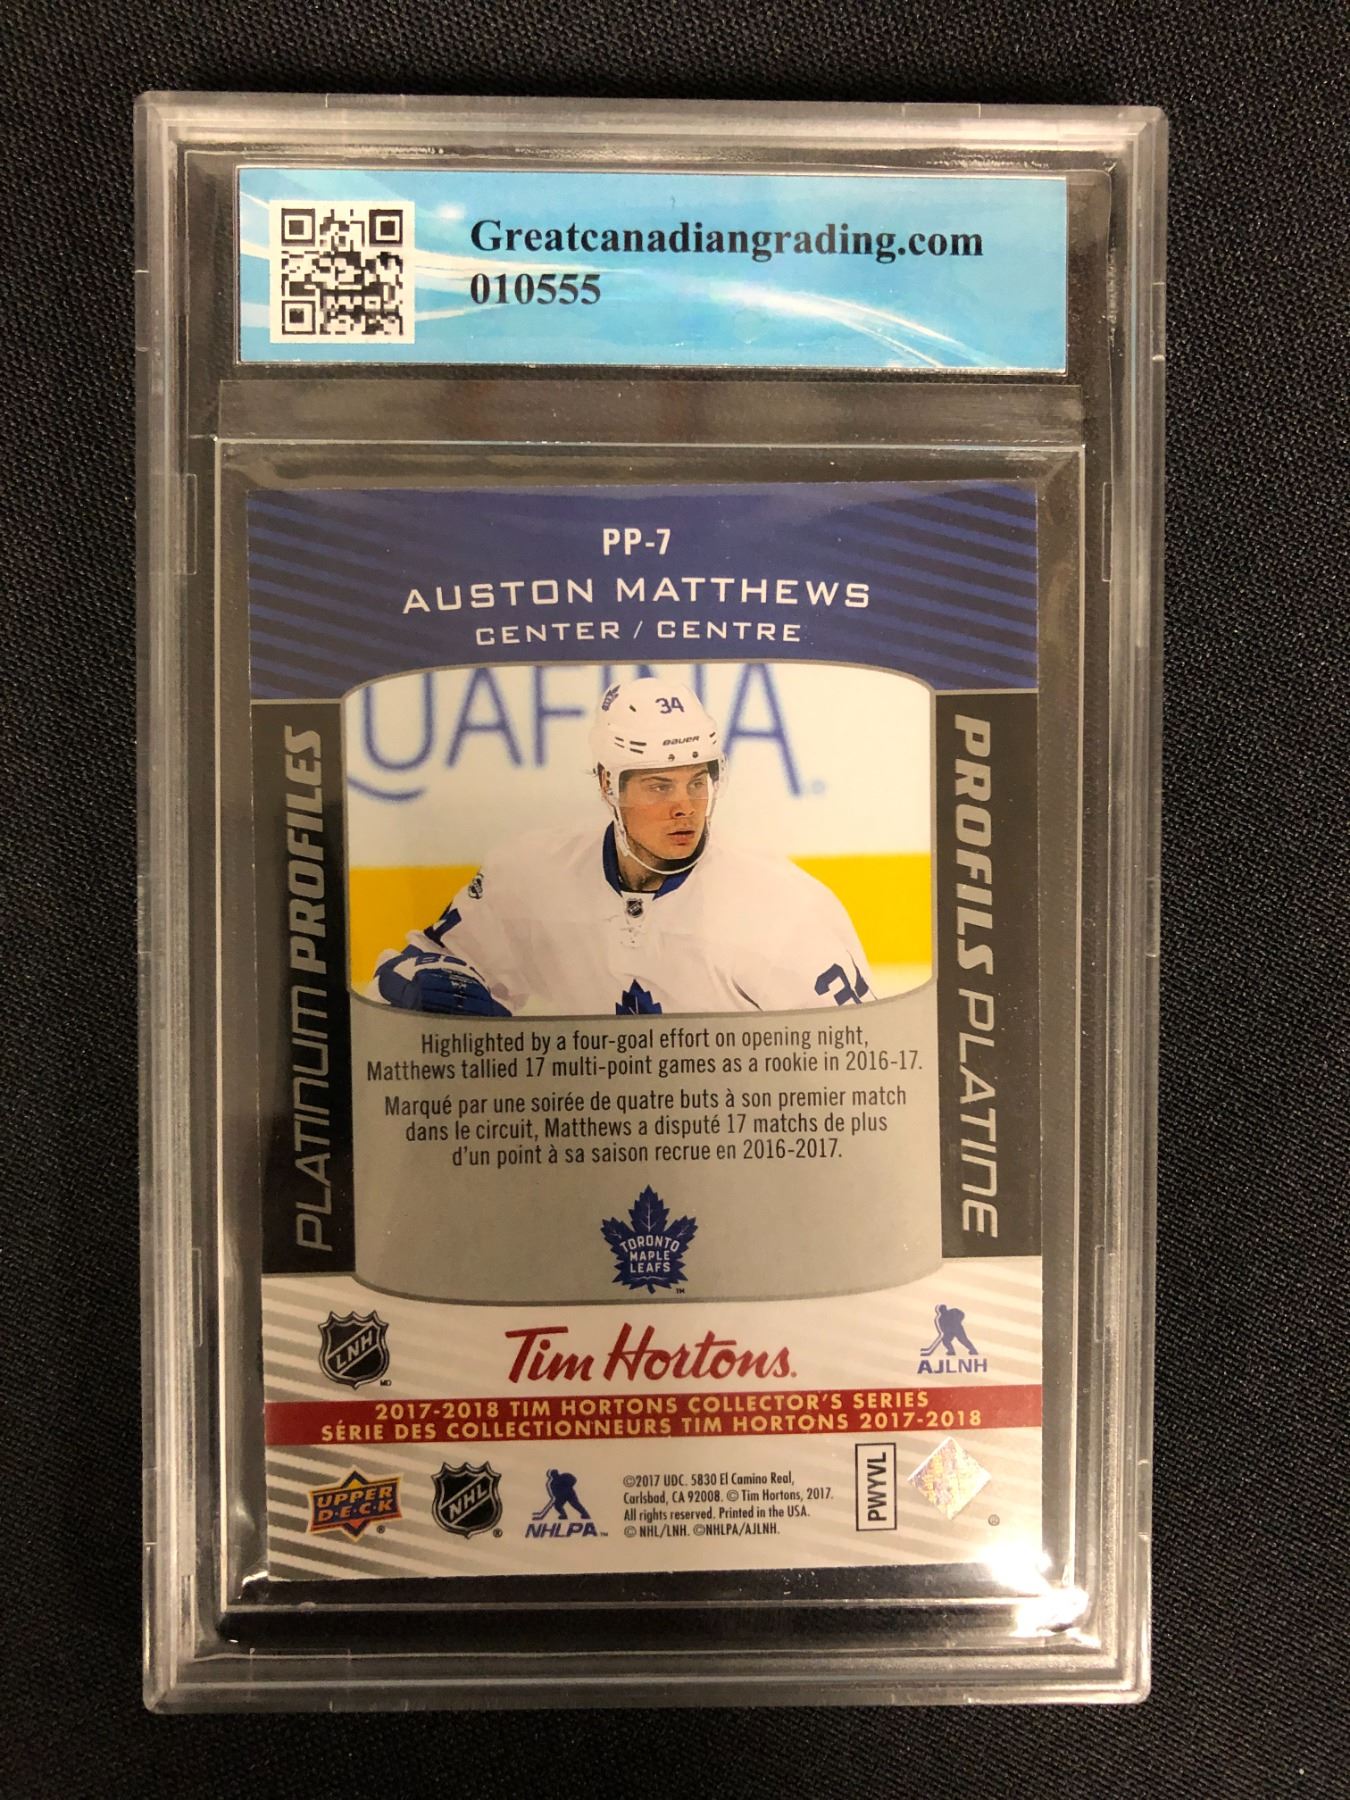 Greatcanadiangrading.com
010555
PP-7
AUSTON MATTHEWS
CENTER / CENTRE
PLATINUM PROFILES
PROFILS PLATINE
34
BAUER
Highlighted by a four-goal effort on opening night,
Matthews tallied 17 multi-point games as a rookie in 2016-17.
Marqué par une soirée de quatre buts à son premier match
dans le circuit, Matthews a disputé 17 matchs de plus
d'un point à sa saison recrue en 2016-2017.
TORONTO
MAPLE
LEAFS
TM
LNH
MD
Tim Hortons.
AJLNH
2017-2018 TIM HORTONS COLLECTOR'S SERIES
SÉRIE DES COLLECTIONNEURS TIM HORTONS 2017-2018
UPPER
D·E·C·K
®
NHL
®
NHLPA™
©2017 UDC. 5830 El Camino Real,
Carlsbad, CA 92008. © Tim Hortons, 2017.
All rights reserved. Printed in the USA.
© NHL/LNH. ©NHLPA/AJLNH.
PWYVL
®